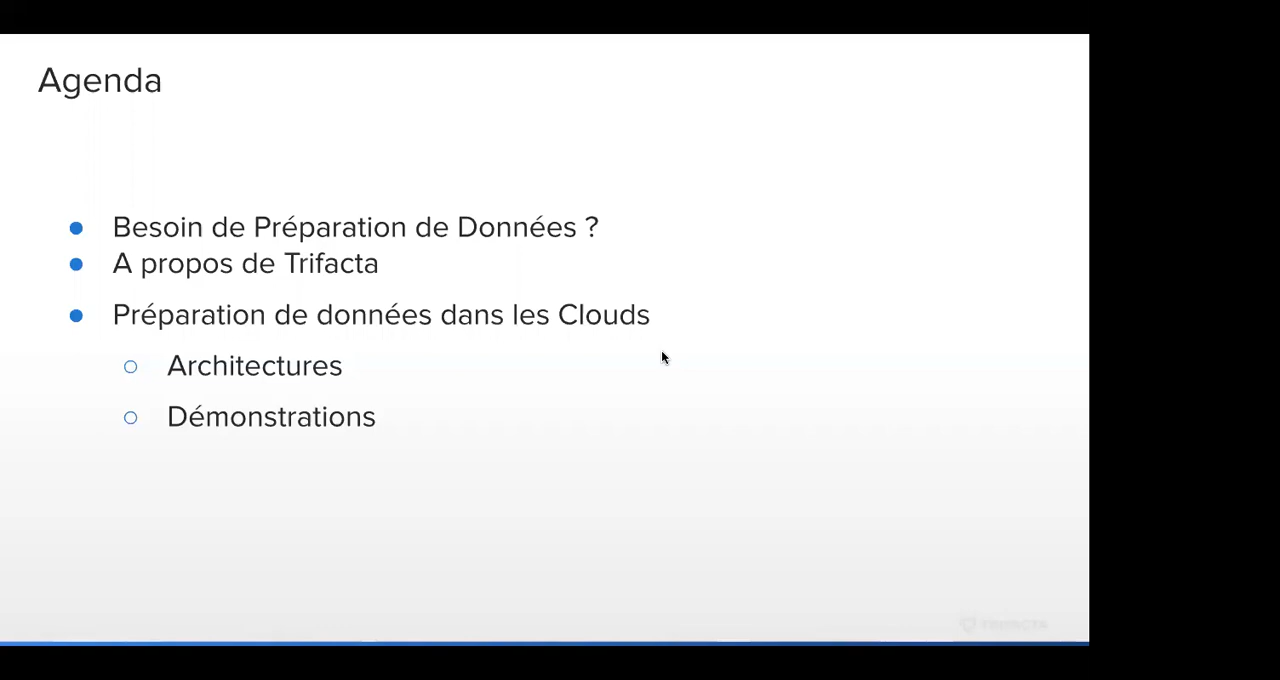 Agenda
Besoin de Préparation de Données ?
A propos de Trifacta
Préparation de données dans les Clouds
Architectures
Démonstrations